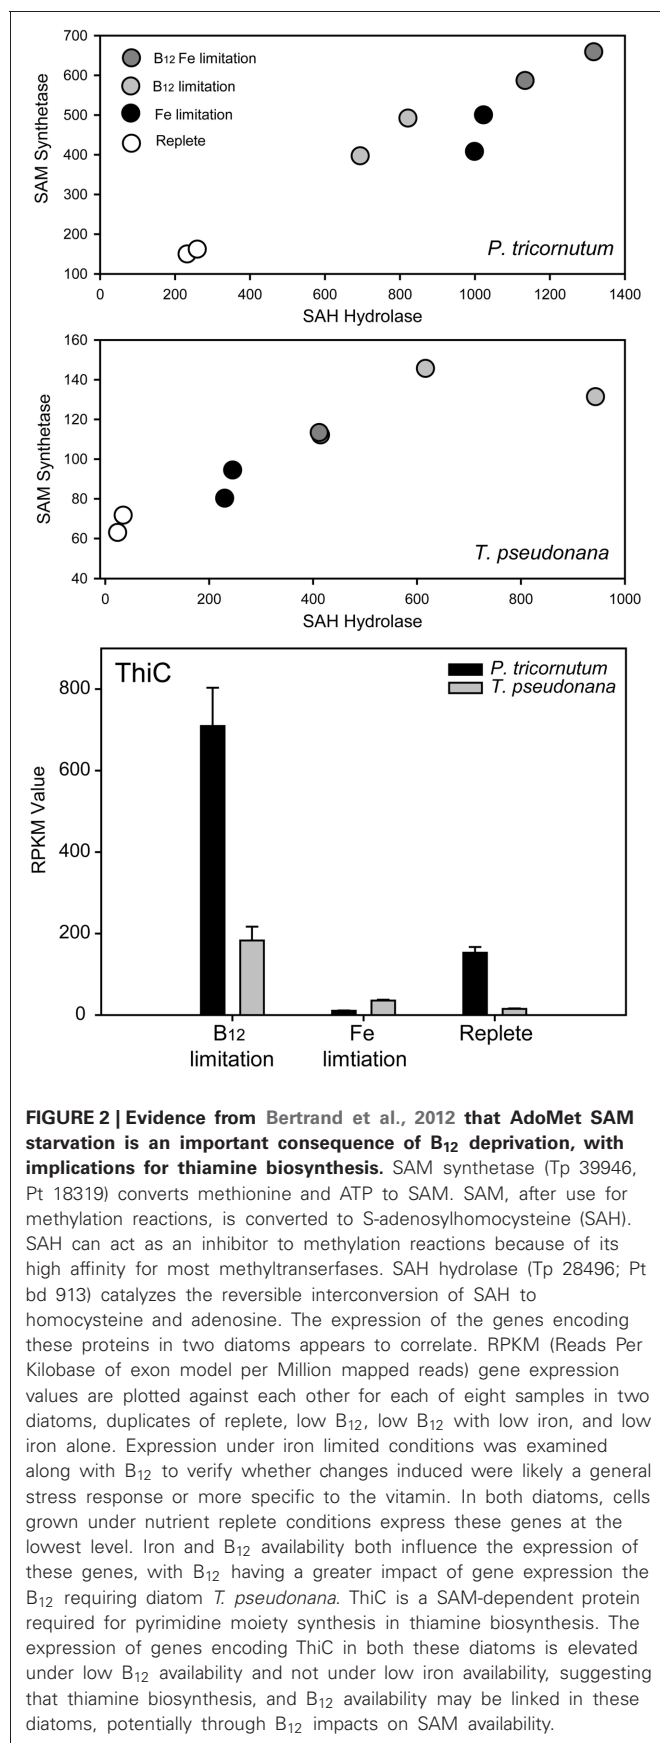 700
600
500
400
300
200
100
SAM Synthetase
B12 Fe limitation
B12 limitation
Fe limitation
Replete
P. tricornutum
0 200 400 600 800 1000 1200 1400
SAH Hydrolase
160
140
120
100
80
60
40
SAM Synthetase
T. pseudonana
0 200 400 600 800 1000
SAH Hydrolase
ThiC
P. tricornutum
T. pseudonana
800
600
400
200
0
RPKM Value
B12 Fe Replete
limitation limtiation
FIGURE 2 | Evidence from Bertrand et al., 2012 that AdoMet SAM
starvation is an important consequence of B12 deprivation, with
implications for thiamine biosynthesis. SAM synthetase (Tp 39946,
Pt 18319) converts methionine and ATP to SAM. SAM, after use for
methylation reactions, is converted to S-adenosylhomocysteine (SAH).
SAH can act as an inhibitor to methylation reactions because of its
high affinity for most methyltranserfases. SAH hydrolase (Tp 28496; Pt
bd 913) catalyzes the reversible interconversion of SAH to
homocysteine and adenosine. The expression of the genes encoding
these proteins in two diatoms appears to correlate. RPKM (Reads Per
Kilobase of exon model per Million mapped reads) gene expression
values are plotted against each other for each of eight samples in two
diatoms, duplicates of replete, low B12, low B12 with low iron, and low
iron alone. Expression under iron limited conditions was examined
along with B12 to verify whether changes induced were likely a general
stress response or more specific to the vitamin. In both diatoms, cells
grown under nutrient replete conditions express these genes at the
lowest level. Iron and B12 availability both influence the expression of
these genes, with B12 having a greater impact of gene expression the
B12 requiring diatom T. pseudonana. ThiC is a SAM-dependent protein
required for pyrimidine moiety synthesis in thiamine biosynthesis. The
expression of genes encoding ThiC in both these diatoms is elevated
under low B12 availability and not under low iron availability, suggesting
that thiamine biosynthesis, and B12 availability may be linked in these
diatoms, potentially through B12 impacts on SAM availability.